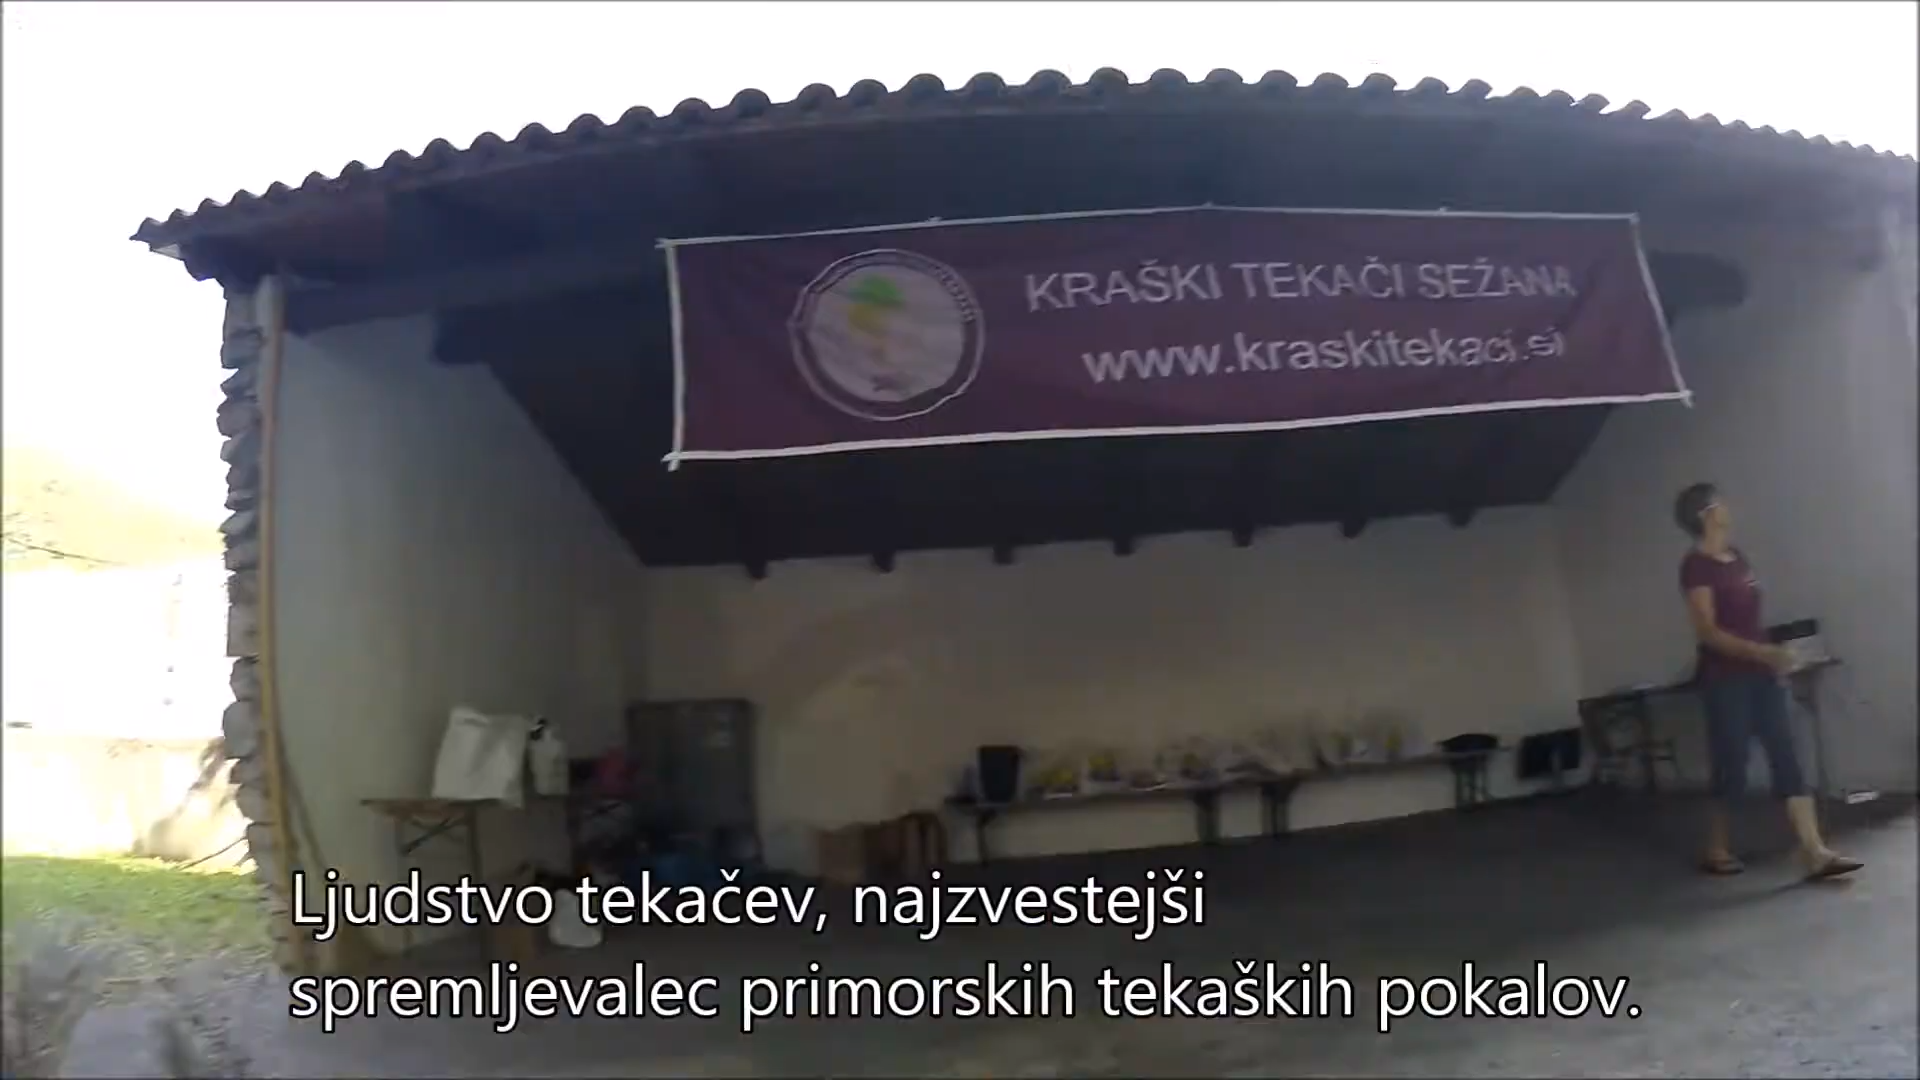 KRAŠKI TEKAČI SEŽANA
www.kraskitekaci.si
Ljudstvo tekačev, najzvestejši
spremljevalec primorskih tekaških pokalov.